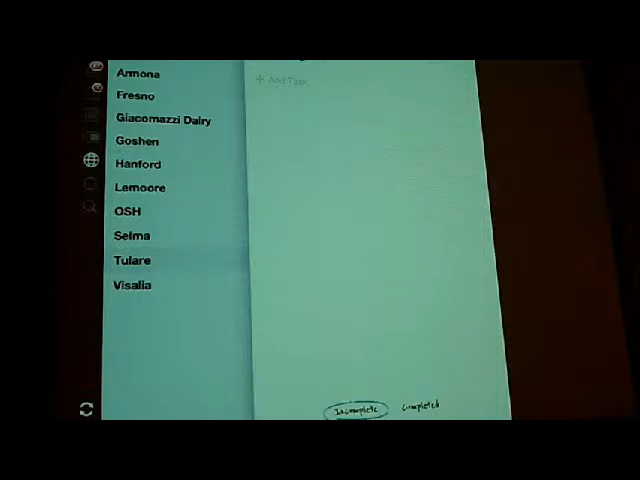 Armona
Fresno
Giacomazzi Dairy
Goshen
Hanford
Lemoore
OSH
Selma
Tulare
Visalia
+ Add Task
Incomplete
Completed